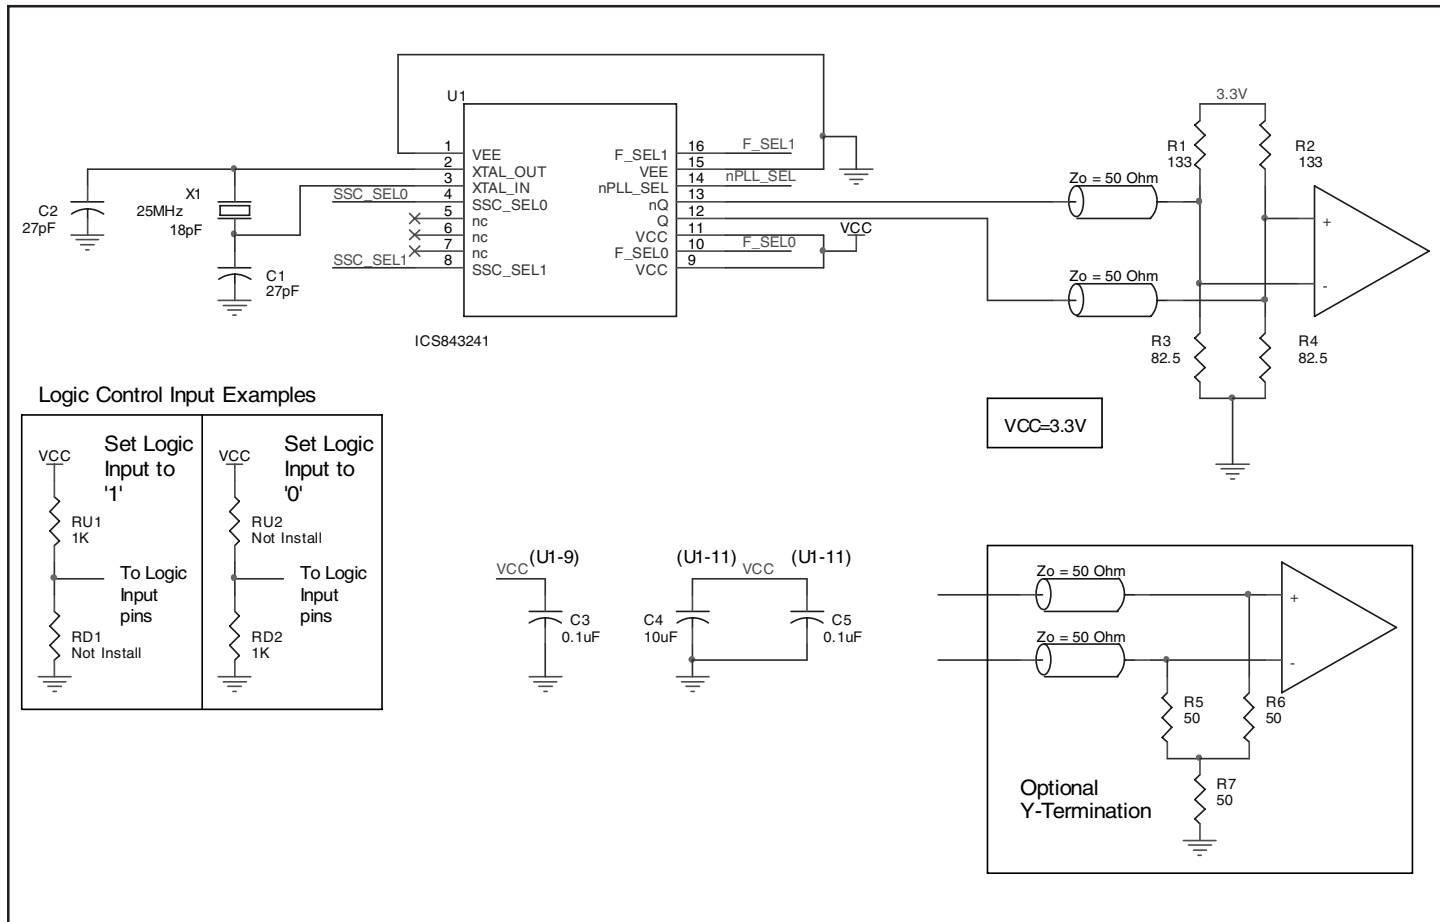 U1
1
2
3
4
5
6
7
8
VEE
XTAL_OUT
XTAL_IN
SSC_SEL0
nc
nc
nc
SSC_SEL1
F_SEL1
VEE
nPLL_SEL
nQ
Q
VCC
F_SEL0
VCC
16
15
14
13
12
11
10
9
SSC_SEL0
SSC_SEL1
F_SEL1
nPLL_SEL
VCC
F_SEL0
ICS843241
C2
27pF
X1
25MHz
18pF
C1
27pF
Zo = 50 Ohm
Zo = 50 Ohm
3.3V
R1
133
R2
133
+
-
R3
82.5
R4
82.5
VCC=3.3V
Logic Control Input Examples
Set Logic
Input to
'1'
VCC
RU1
1K
To Logic
Input
pins
RD1
Not Install
Set Logic
Input to
'0'
VCC
RU2
Not Install
To Logic
Input
pins
RD2
1K
(U1-9)
VCC
C3
0.1uF
(U1-11)
VCC
(U1-11)
C4
10uF
C5
0.1uF
Zo = 50 Ohm
Zo = 50 Ohm
+
-
R5
50
R6
50
R7
50
Optional
Y-Termination